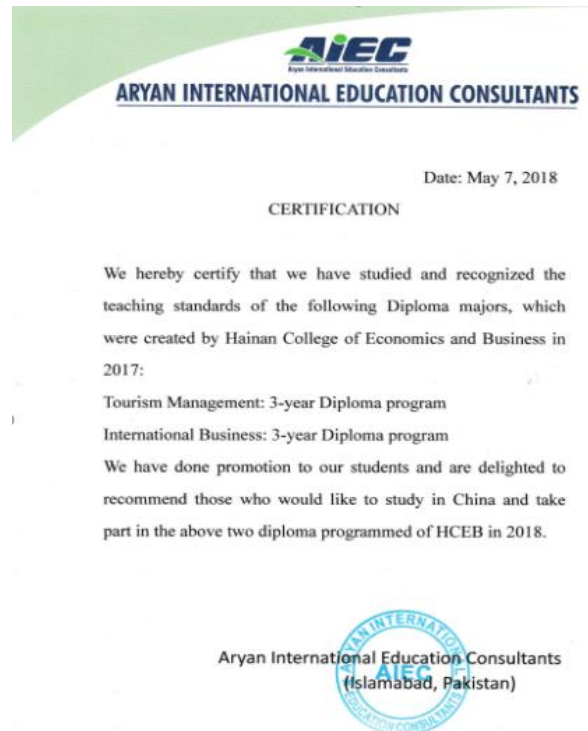 AiEC
Aryan International Education Consultants
ARYAN INTERNATIONAL EDUCATION CONSULTANTS
Date: May 7, 2018
CERTIFICATION
We hereby certify that we have studied and recognized the
teaching standards of the following Diploma majors, which
were created by Hainan College of Economics and Business in
2017:
Tourism Management: 3-year Diploma program
International Business: 3-year Diploma program
We have done promotion to our students and are delighted to
recommend those who would like to study in China and take
part in the above two diploma programmed of HCEB in 2018.
Aryan International Education Consultants
(Islamabad, Pakistan)
ARYAN INTERNATIONAL
AIEC
EDUCATION CONSULTANTS